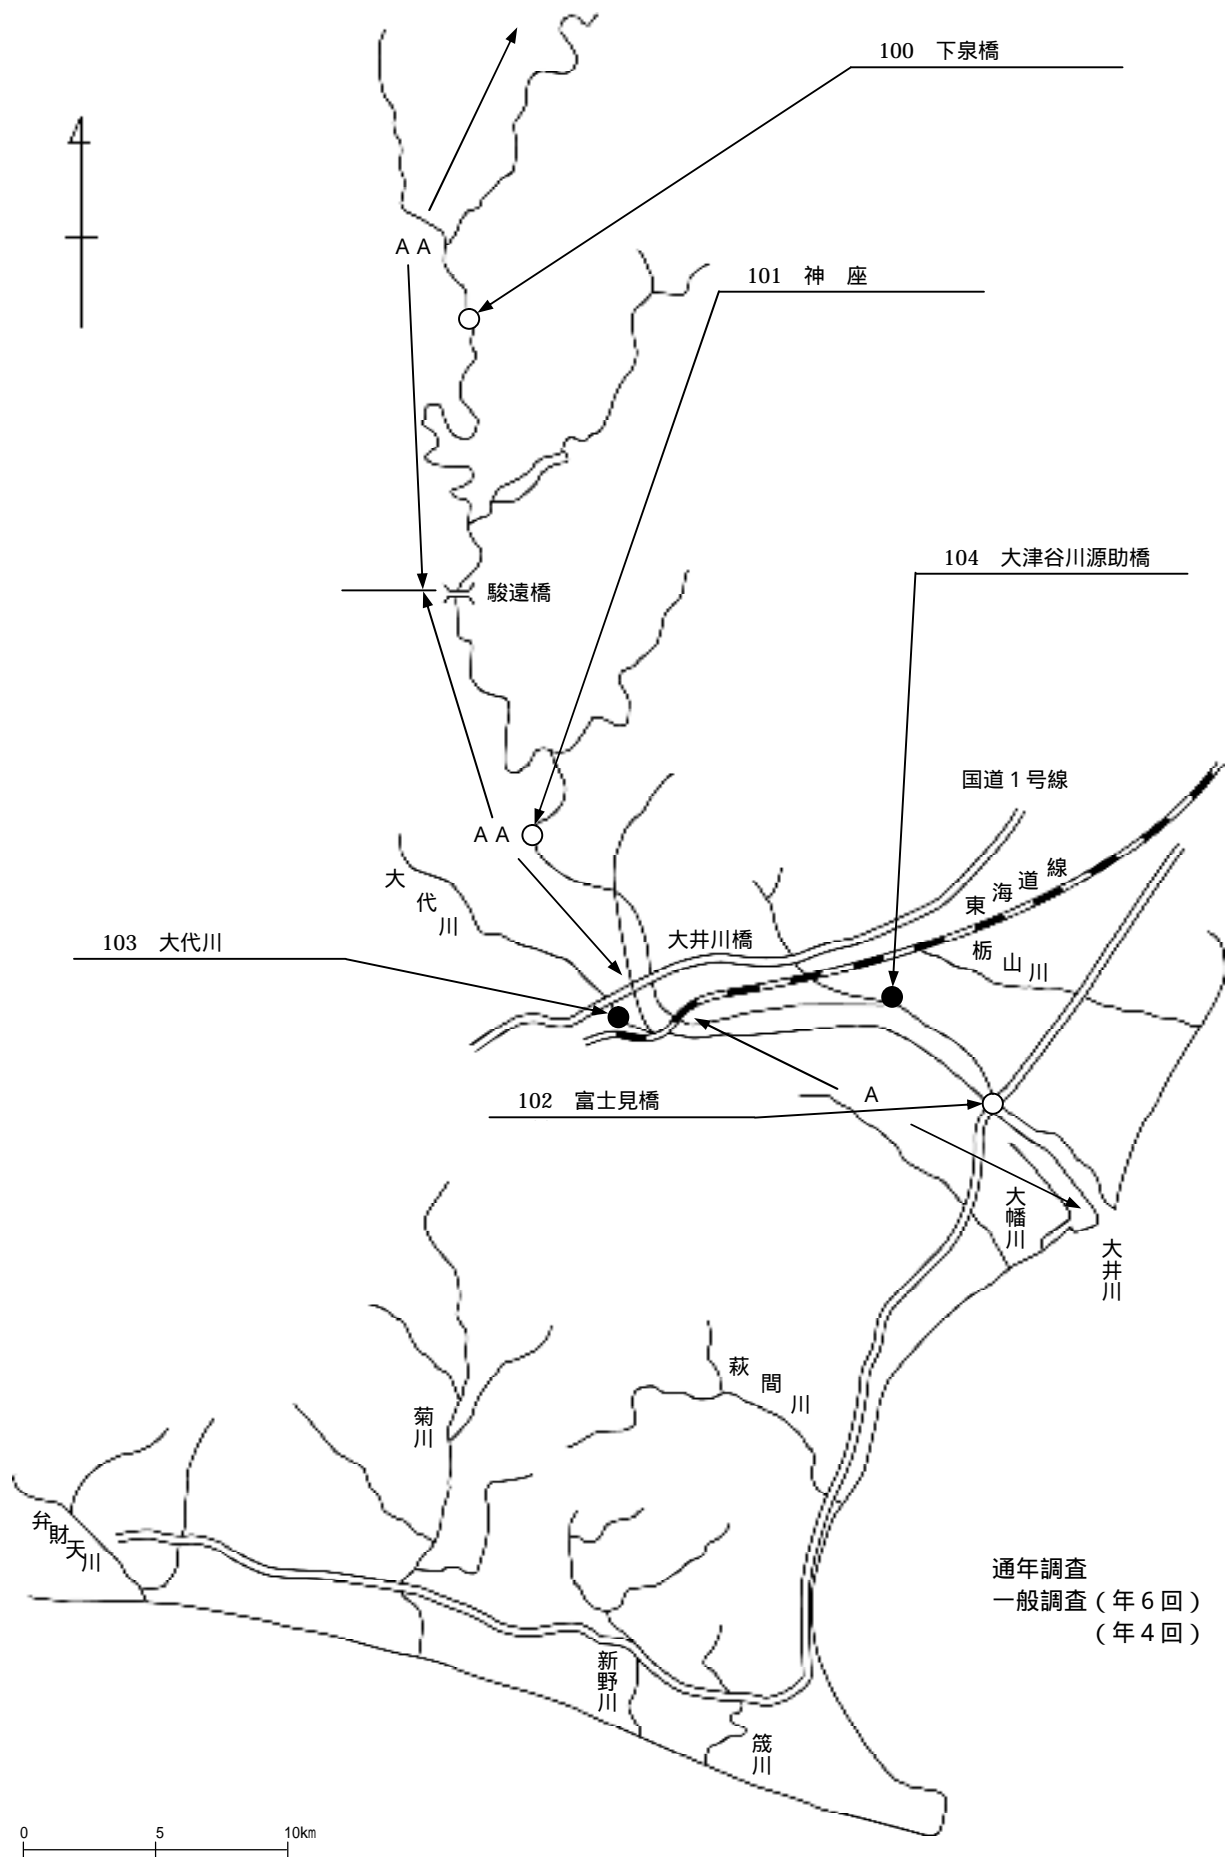 100 下泉橋
ＡＡ
101 神 座
104 大津谷川源助橋
駿遠橋
国道１号線
ＡＡ
東海道線
大代川
103 大代川
大井川橋
栃山川
Ａ
102 富士見橋
大幡川
大井川
萩間川
菊川
弁財天川
通年調査
一般調査（年６回）
（年４回）
新野川
筬川
0 5 10km